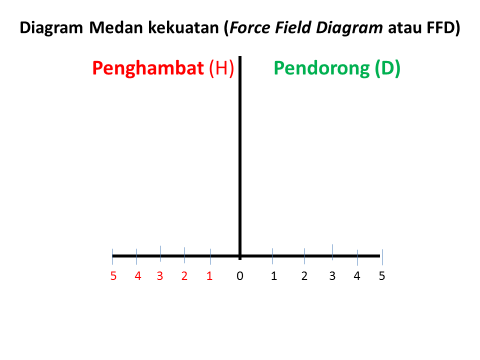 Diagram Medan kekuatan (Force Field Diagram atau FFD)
Penghambat (H) Pendorong (D)
5 4 3 2 1 0 1 2 3 4 5